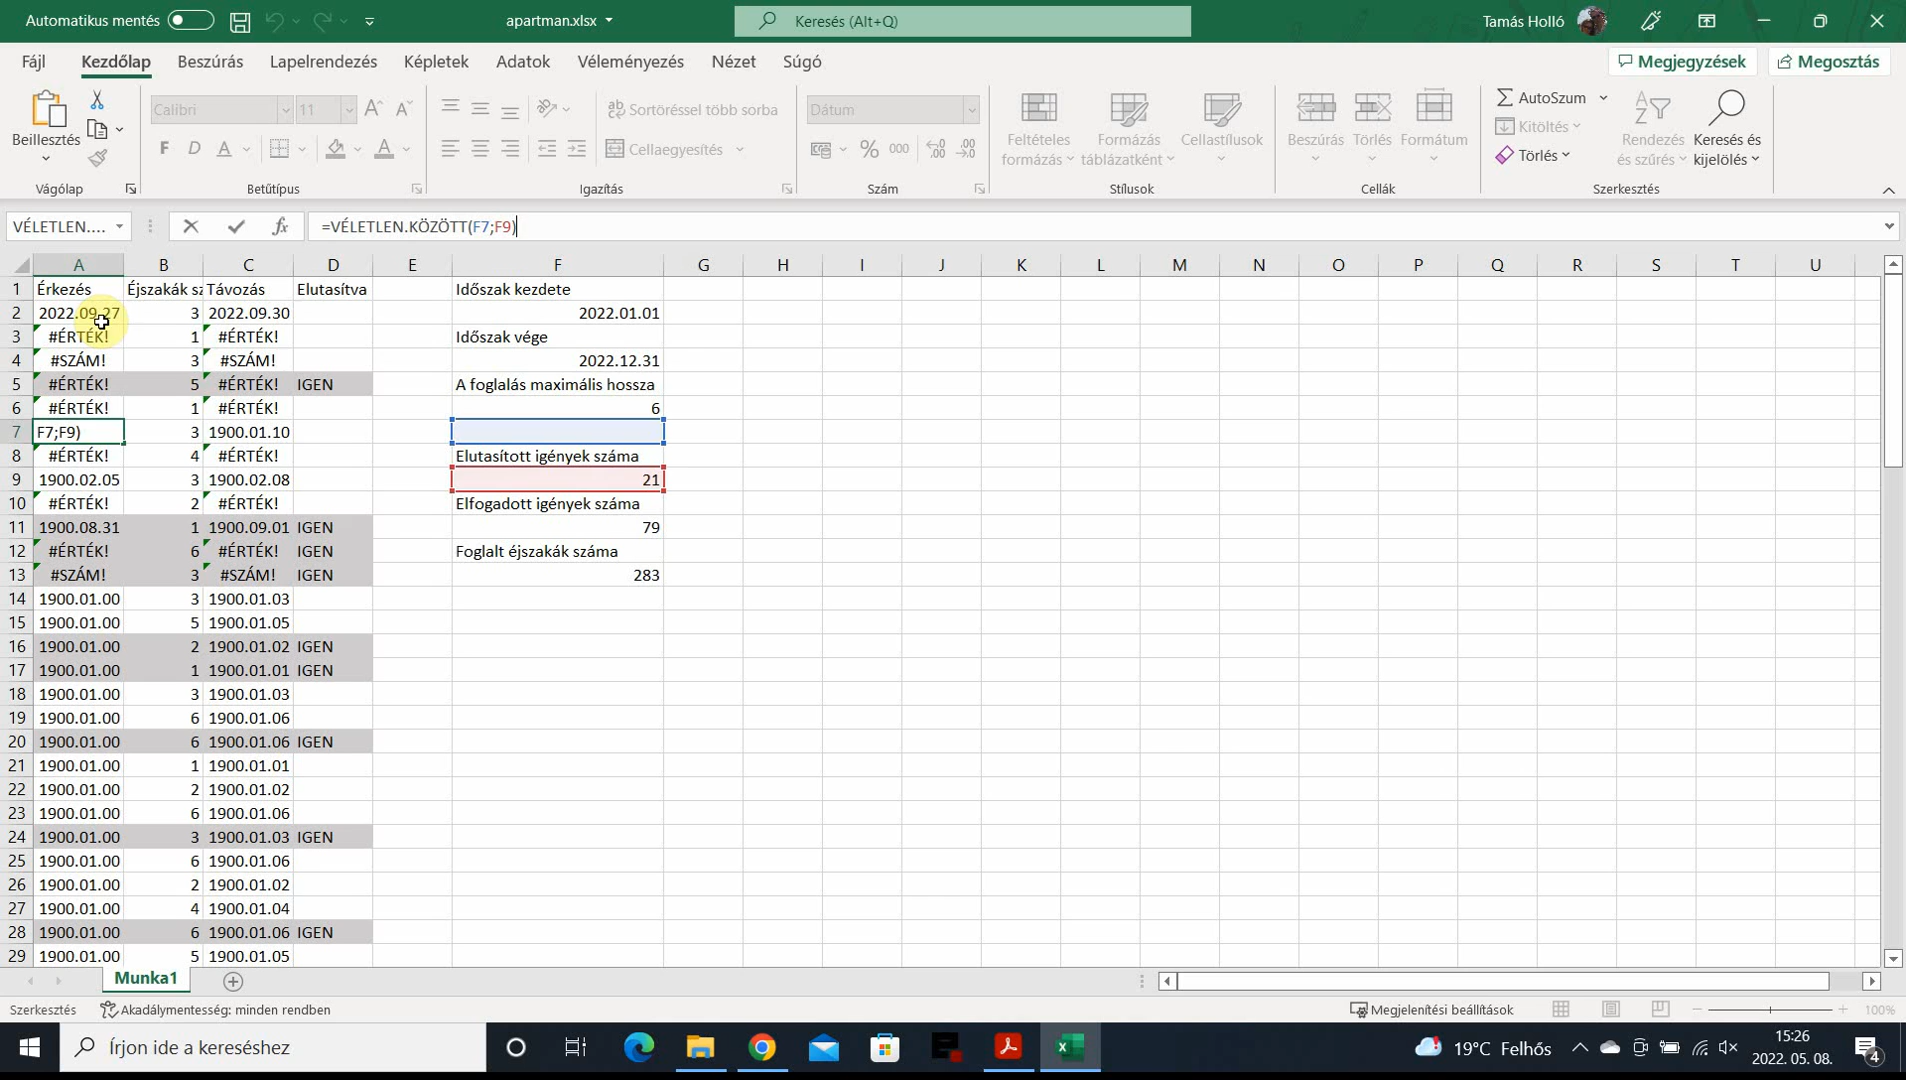 Automatikus mentés
apartman.xlsx
Keresés (Alt+Q)
Tamás Holló
Fájl Kezdőlap Beszúrás Lapelrendezés Képletek Adatok Véleményezés Nézet Súgó
Megjegyzések Megosztás
Beillesztés
Calibri 11
Sortöréssel több sorba
Cellaegyesítés
Dátum
Feltételes formázás
Formázás táblázatként
Cellastílusok
Beszúrás Törlés Formátum
AutoSzum
Kitöltés
Törlés
Rendezés és szűrés
Keresés és kijelölés
Vágólap Betűtípus Igazítás Szám Stílusok Cellák Szerkesztés
VÉLETLEN.... =VÉLETLEN.KÖZÖTT(F7;F9)
A B C D E F G H I J K L M N O P Q R S T U
1 Érkezés Éjszakák sz Távozás Elutasítva Időszak kezdete
2 2022.09.27 3 2022.09.30 2022.01.01
3 #ÉRTÉK! 1 #ÉRTÉK! Időszak vége
4 #SZÁM! 3 #SZÁM! 2022.12.31
5 #ÉRTÉK! 5 #ÉRTÉK! IGEN A foglalás maximális hossza
6 #ÉRTÉK! 1 #ÉRTÉK! 6
7 F7;F9) 3 1900.01.10
8 #ÉRTÉK! 4 #ÉRTÉK! Elutasított igények száma
9 1900.02.05 3 1900.02.08 21
10 #ÉRTÉK! 2 #ÉRTÉK! Elfogadott igények száma
11 1900.08.31 1 1900.09.01 IGEN 79
12 #ÉRTÉK! 6 #ÉRTÉK! IGEN Foglalt éjszakák száma
13 #SZÁM! 3 #SZÁM! IGEN 283
14 1900.01.00 3 1900.01.03
15 1900.01.00 5 1900.01.05
16 1900.01.00 2 1900.01.02 IGEN
17 1900.01.00 1 1900.01.01 IGEN
18 1900.01.00 3 1900.01.03
19 1900.01.00 6 1900.01.06
20 1900.01.00 6 1900.01.06 IGEN
21 1900.01.00 1 1900.01.01
22 1900.01.00 2 1900.01.02
23 1900.01.00 6 1900.01.06
24 1900.01.00 3 1900.01.03 IGEN
25 1900.01.00 6 1900.01.06
26 1900.01.00 2 1900.01.02
27 1900.01.00 4 1900.01.04
28 1900.01.00 6 1900.01.06 IGEN
29 1900.01.00 5 1900.01.05
Munka1
Szerkesztés Akadálymentesség: minden rendben Megjelenítési beállítások 100%
Írjon ide a kereséshez
19°C Felhős
15:26
2022. 05. 08.
4